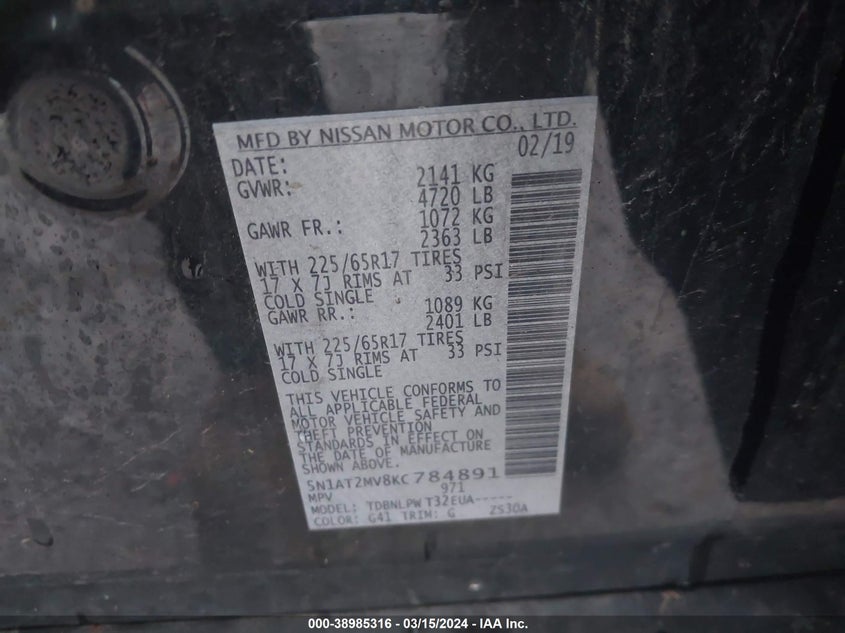 MFD BY NISSAN MOTOR CO., LTD.
DATE: 02/19
GVWR: 2141 KG
4720 LB
GAWR FR.: 1072 KG
2363 LB
WITH 225/65R17 TIRES
17 X 7J RIMS AT 33 PSI
COLD SINGLE
GAWR RR.: 1089 KG
2401 LB
WITH 225/65R17 TIRES
17 X 7J RIMS AT 33 PSI
COLD SINGLE
THIS VEHICLE CONFORMS TO
ALL APPLICABLE FEDERAL
MOTOR VEHICLE SAFETY AND
THEFT PREVENTION
STANDARDS IN EFFECT ON
THE DATE OF MANUFACTURE
SHOWN ABOVE.
5N1AT2MV8KC784891
MPV 971
MODEL: TDBNLPWT32EUA-----
COLOR: G41 TRIM: G ZS30A
000-38985316 - 03/15/2024 - IAA Inc.